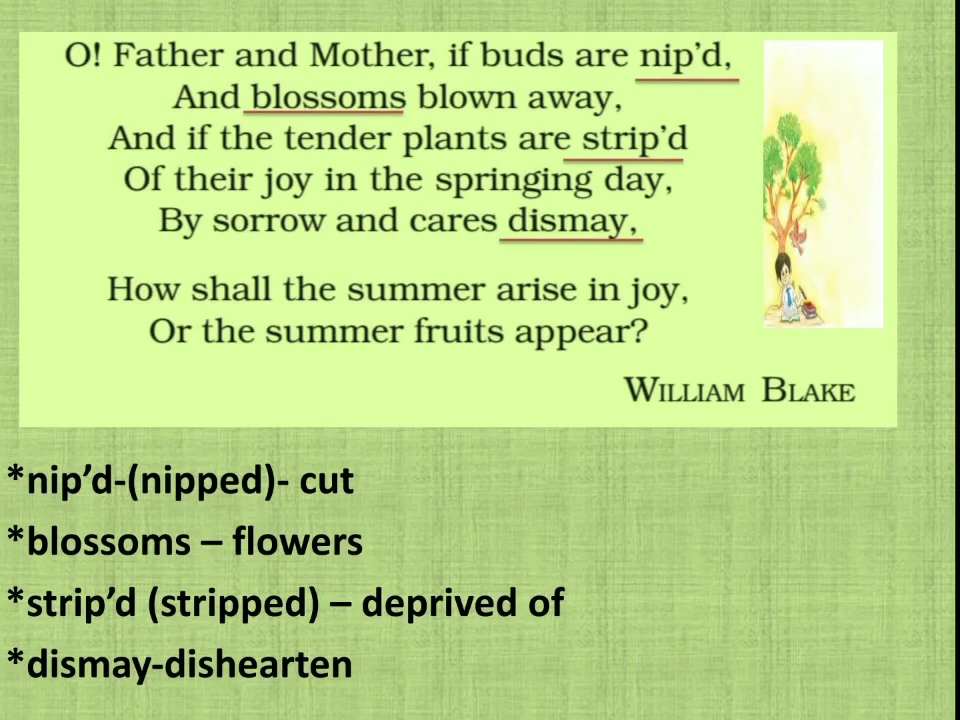 O! Father and Mother, if buds are nip’d,
And blossoms blown away,
And if the tender plants are strip’d
Of their joy in the springing day,
By sorrow and cares dismay,
How shall the summer arise in joy,
Or the summer fruits appear?
WILLIAM BLAKE
*nip’d-(nipped)- cut
*blossoms – flowers
*strip’d (stripped) – deprived of
*dismay-dishearten